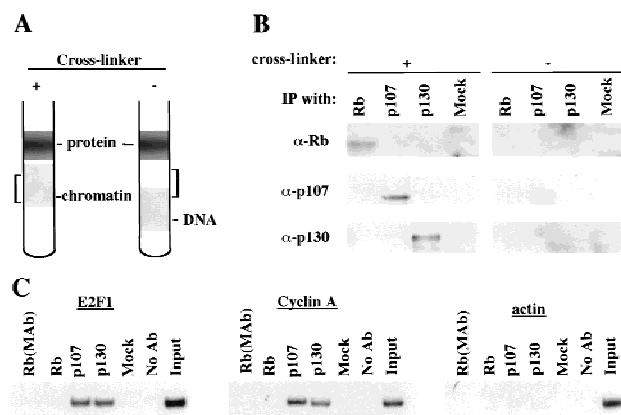 A
Cross-linker
+ -
protein
chromatin
DNA
B
cross-linker: + -
IP with: Rb p107 p130 Mock Rb p107 p130 Mock
α-Rb
α-p107
α-p130
C
E2F1
Rb(MAb) Rb p107 p130 Mock No Ab Input
Cyclin A
Rb(MAb) Rb p107 p130 Mock No Ab Input
actin
Rb(MAb) Rb p107 p130 Mock No Ab Input